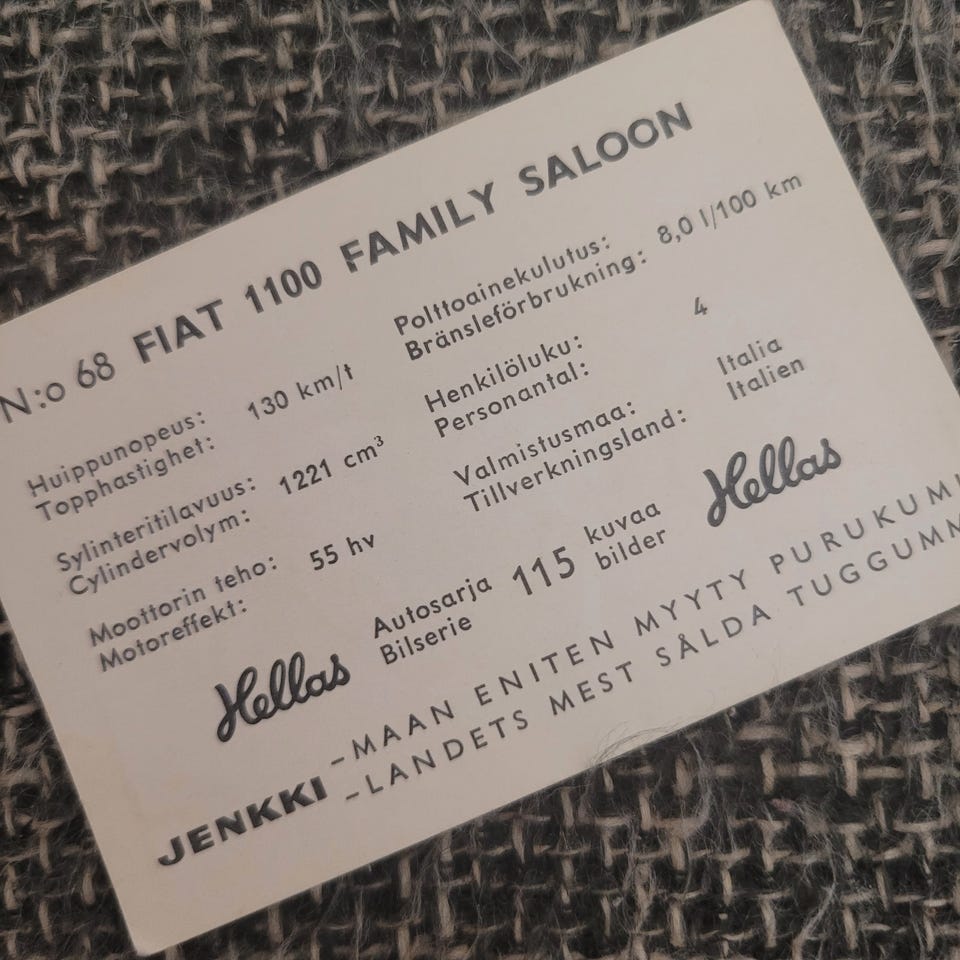 N:o 68 FIAT 1100 FAMILY SALOON
Huippunopeus: 130 km/t
Topphastighet:
Sylinteritilavuus: 1221 cm³
Cylindervolym:
Moottorin teho: 55 hv
Motoreffekt:
Polttoainekulutus: 8,0 l/100 km
Bränsleförbrukning:
Henkilöluku: 4
Personantal:
Valmistusmaa: Italia
Tillverkningsland: Italien
Hellas Autosarja 115 kuvaa Hellas
Bilserie bilder
JENKKI –MAAN ENITEN MYYTY PURUKUMI
–LANDETS MEST SÅLDA TUGGUMM